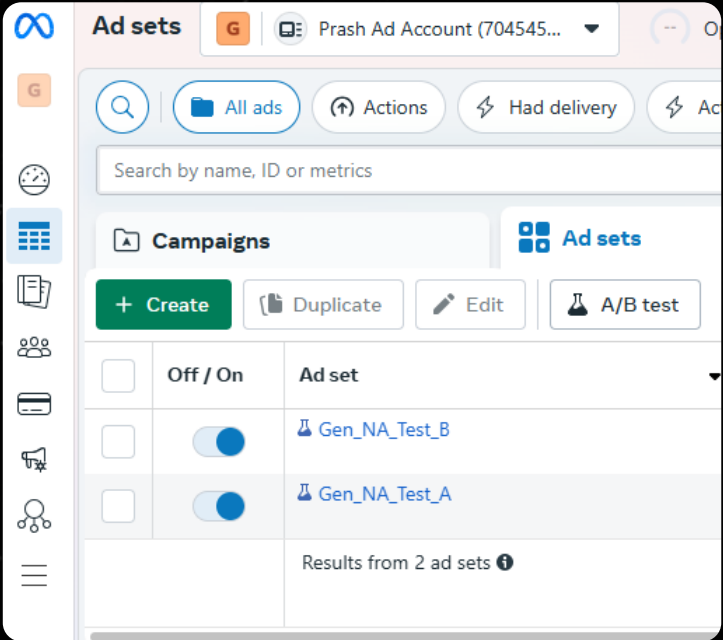 Ad sets
G
Prash Ad Account (704545...
--
G
All ads
Actions
Had delivery
Search by name, ID or metrics
Campaigns
Ad sets
+ Create
Duplicate
Edit
A/B test
Off / On
Ad set
Gen_NA_Test_B
Gen_NA_Test_A
Results from 2 ad sets